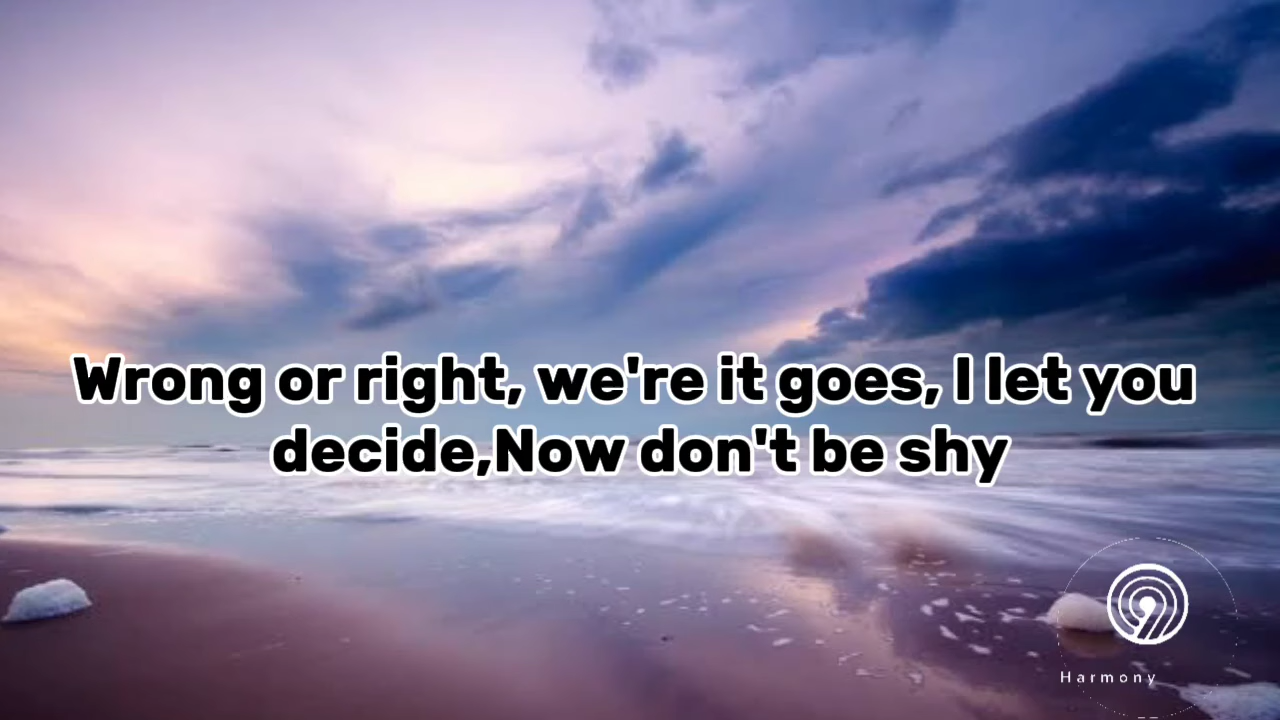 Wrong or right, we're it goes, I let you
decide,Now don't be shy
Harmony